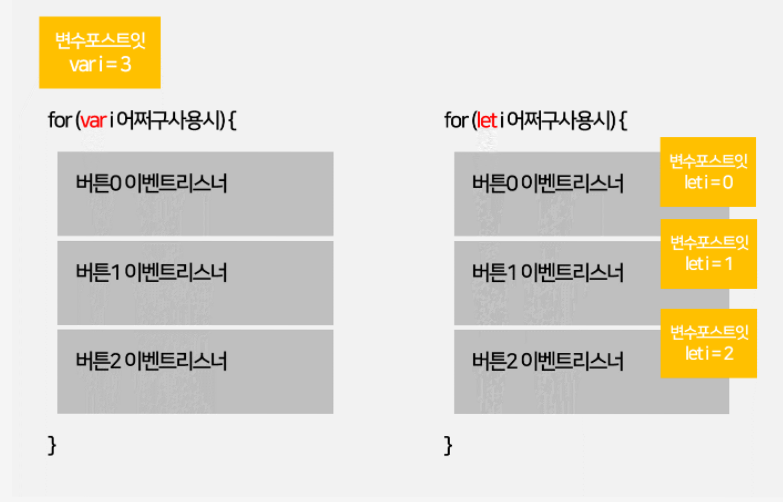 변수포스트잇
var i = 3
for (var i 어쩌구사용시) {
버튼0 이벤트리스너
버튼1 이벤트리스너
버튼2 이벤트리스너
}
for (let i 어쩌구사용시) {
버튼0 이벤트리스너
변수포스트잇
let i = 0
버튼1 이벤트리스너
변수포스트잇
let i = 1
버튼2 이벤트리스너
변수포스트잇
let i = 2
}